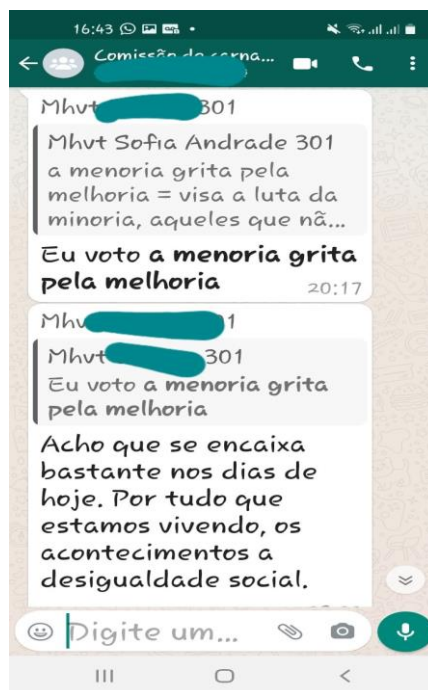 16:43
Comissão do carna...
Mhvt 301
Mhvt Sofia Andrade 301
a menoria grita pela
melhoria = visa a luta da
minoria, aqueles que nã...
Eu voto a menoria grita
pela melhoria
20:17
Mhv 1
Mhvt 301
Eu voto a menoria grita
pela melhoria
Acho que se encaixa
bastante nos dias de
hoje. Por tudo que
estamos vivendo, os
acontecimentos a
desigualdade social.
Digite um...